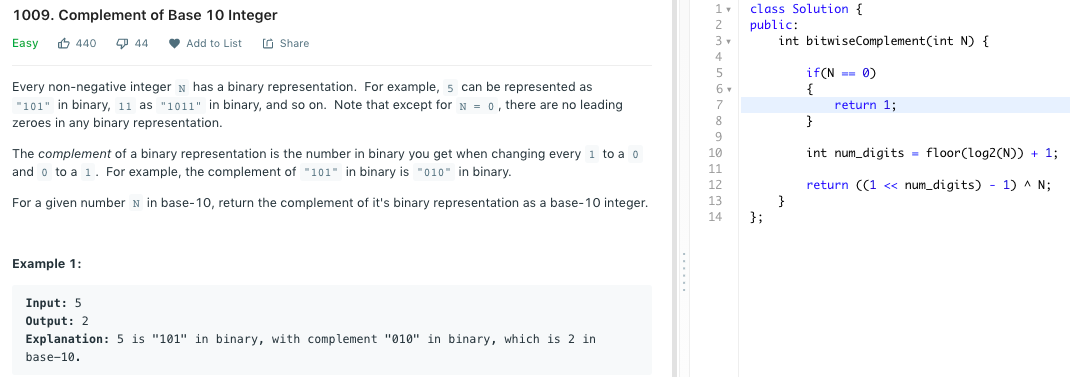 1009. Complement of Base 10 Integer
Easy 440 44 Add to List Share
Every non-negative integer N has a binary representation. For example, 5 can be represented as
"101" in binary, 11 as "1011" in binary, and so on. Note that except for N = 0, there are no leading
zeroes in any binary representation.
The complement of a binary representation is the number in binary you get when changing every 1 to a 0
and 0 to a 1. For example, the complement of "101" in binary is "010" in binary.
For a given number N in base-10, return the complement of it's binary representation as a base-10 integer.
Example 1:
Input: 5
Output: 2
Explanation: 5 is "101" in binary, with complement "010" in binary, which is 2 in
base-10.
1 class Solution {
2 public:
3     int bitwiseComplement(int N) {
4
5         if(N == 0)
6         {
7             return 1;
8         }
9
10         int num_digits = floor(log2(N)) + 1;
11
12         return ((1 << num_digits) - 1) ^ N;
13     }
14 };